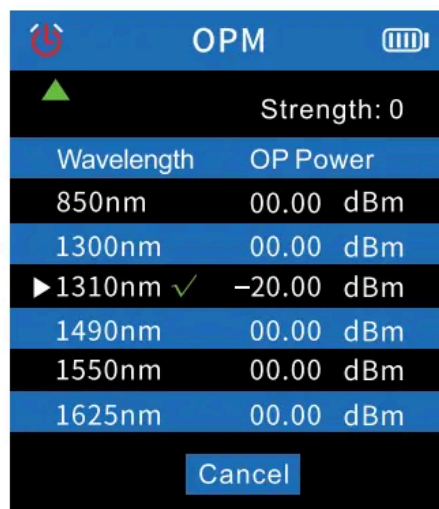 OPM
Strength: 0
Wavelength OP Power
850nm 00.00 dBm
1300nm 00.00 dBm
▶1310nm √ −20.00 dBm
1490nm 00.00 dBm
1550nm 00.00 dBm
1625nm 00.00 dBm
Cancel